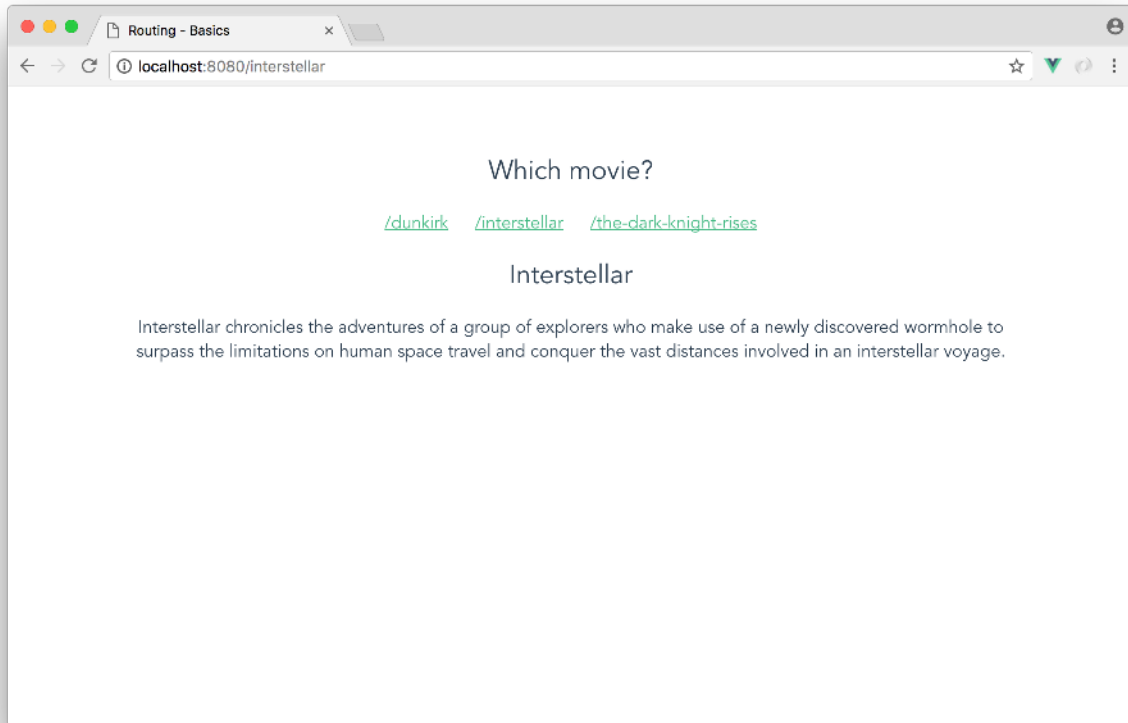 Routing - Basics
localhost:8080/interstellar
Which movie?
/dunkirk /interstellar /the-dark-knight-rises
Interstellar
Interstellar chronicles the adventures of a group of explorers who make use of a newly discovered wormhole to
surpass the limitations on human space travel and conquer the vast distances involved in an interstellar voyage.